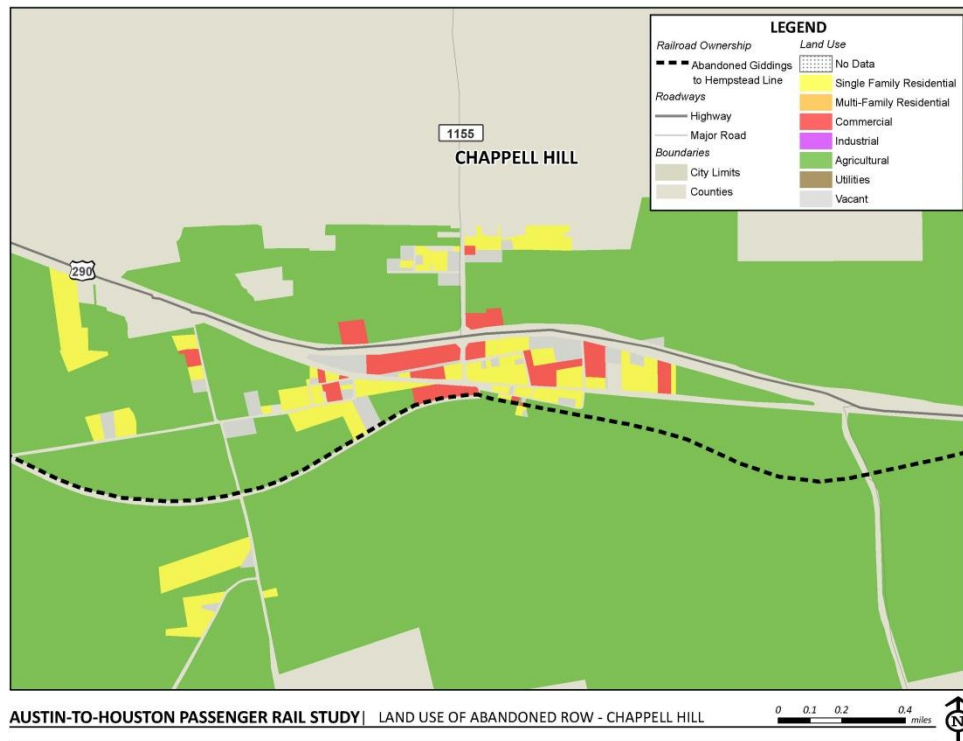 LEGEND
Railroad Ownership
Abandoned Giddings
to Hempstead Line
Roadways
Highway
Major Road
Boundaries
City Limits
Counties
Land Use
No Data
Single Family Residential
Multi-Family Residential
Commercial
Industrial
Agricultural
Utilities
Vacant
1155
CHAPPELL HILL
290
AUSTIN-TO-HOUSTON PASSENGER RAIL STUDY| LAND USE OF ABANDONED ROW - CHAPPELL HILL
0 0.1 0.2 0.4
miles
N